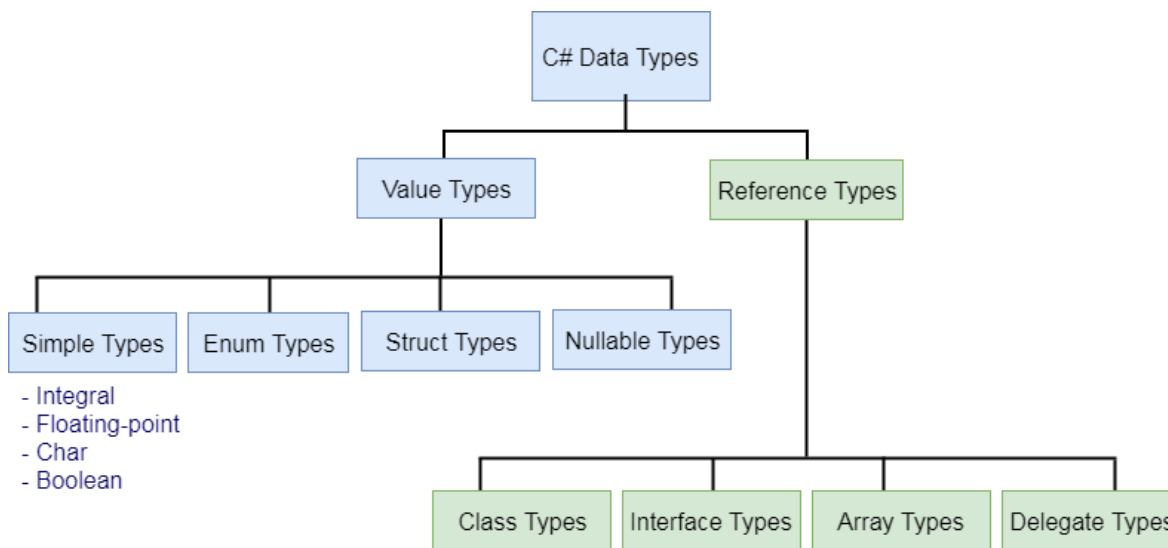 C# Data Types
Value Types
Reference Types
Simple Types
Enum Types
Struct Types
Nullable Types
- Integral
- Floating-point
- Char
- Boolean
Class Types
Interface Types
Array Types
Delegate Types